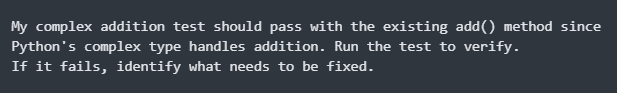 My complex addition test should pass with the existing add() method since
Python's complex type handles addition. Run the test to verify.
If it fails, identify what needs to be fixed.